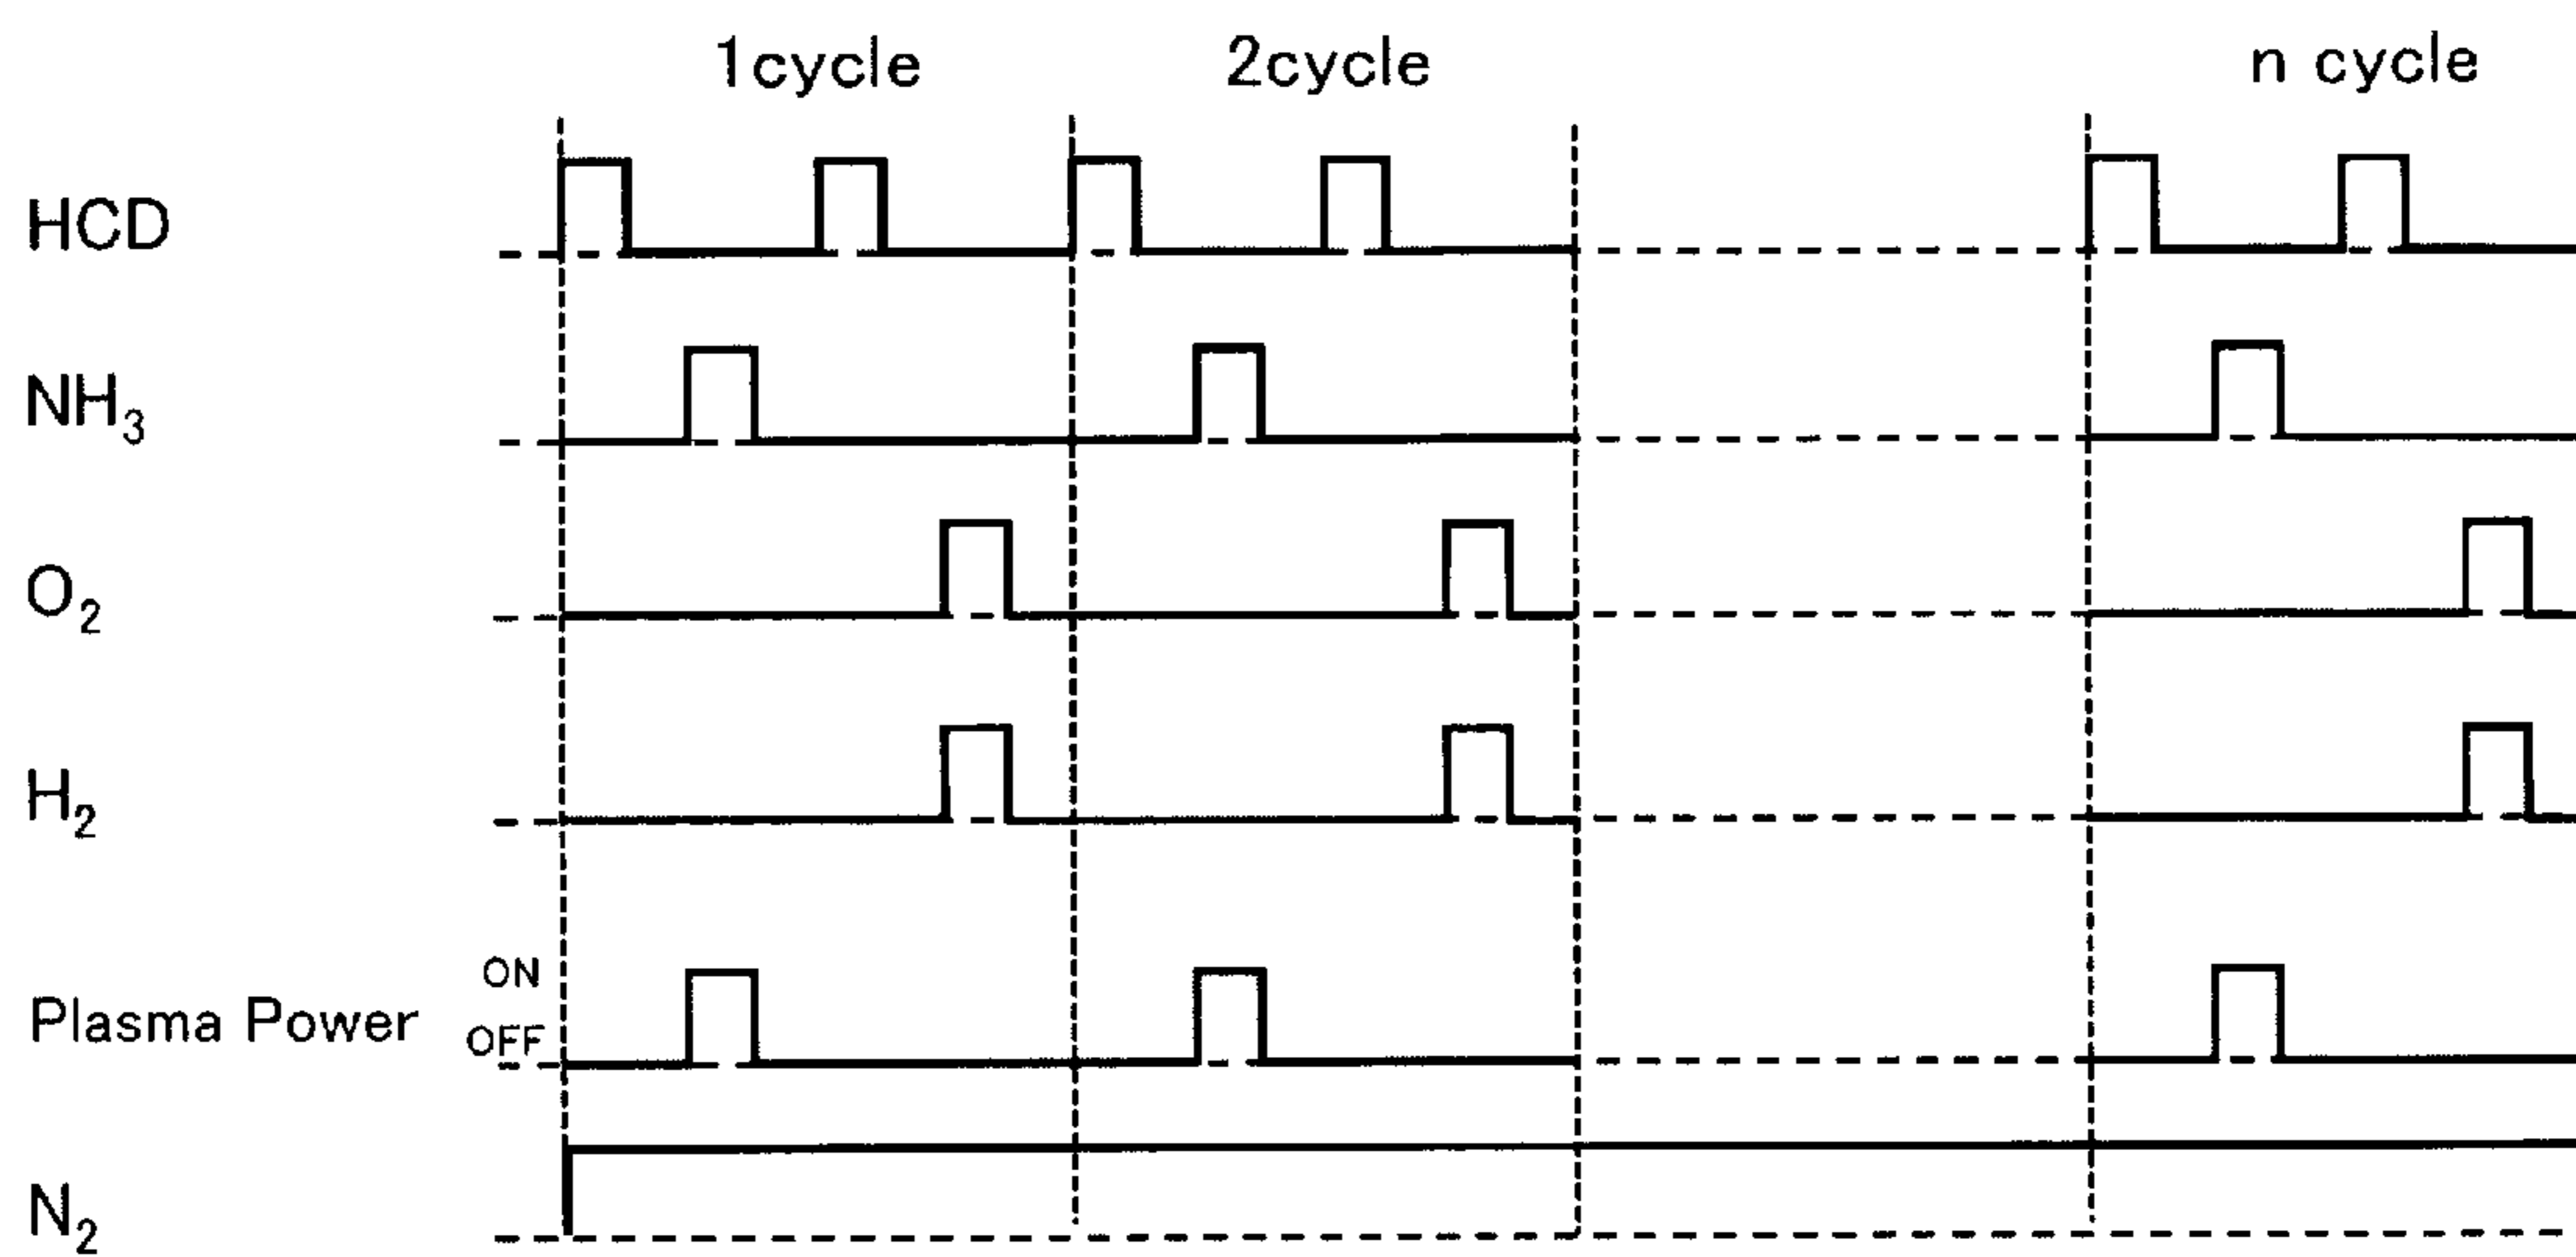 1cycle 2cycle n cycle
HCD
NH₃
O₂
H₂
ON
Plasma Power
OFF
N₂